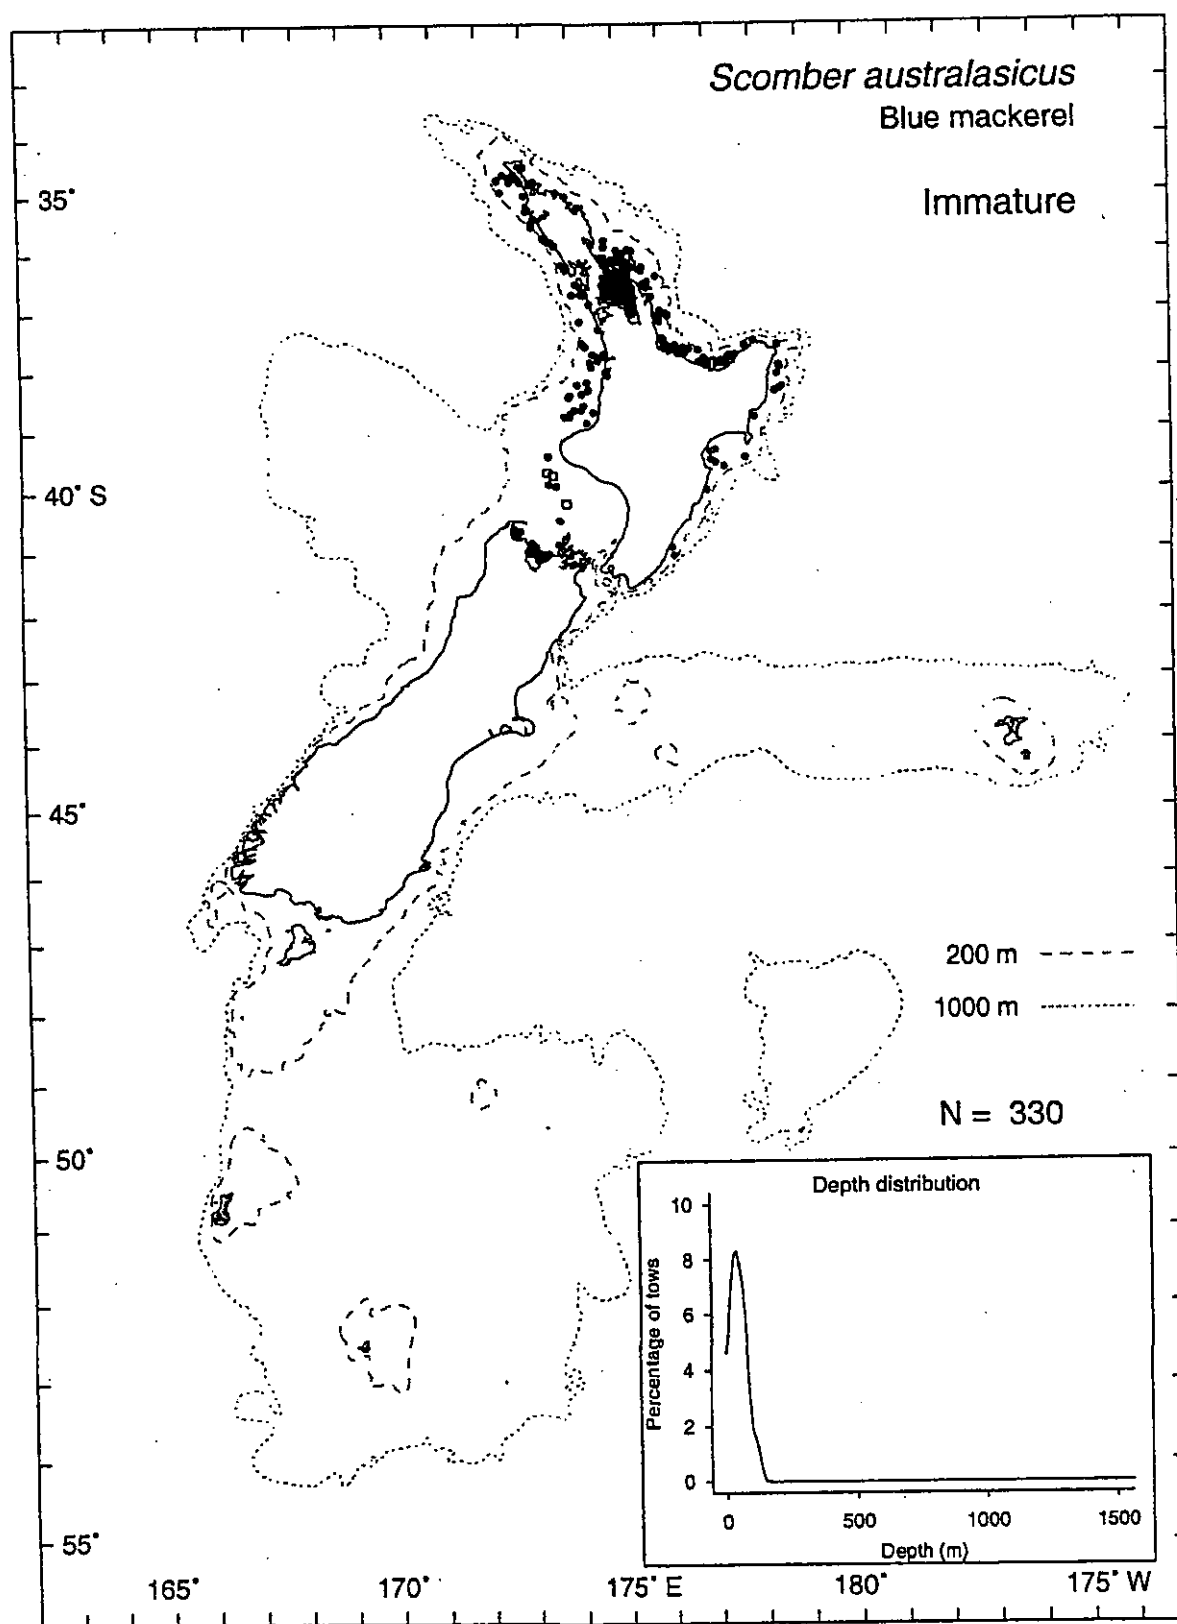 Scomber australasicus
Blue mackerel
Immature
35°
40° S
45°
50°
55°
200 m
1000 m
N = 330
Depth distribution
Percentage of tows
10
8
6
4
2
0
0 500 1000 1500
Depth (m)
165° 170° 175° E 180° 175° W